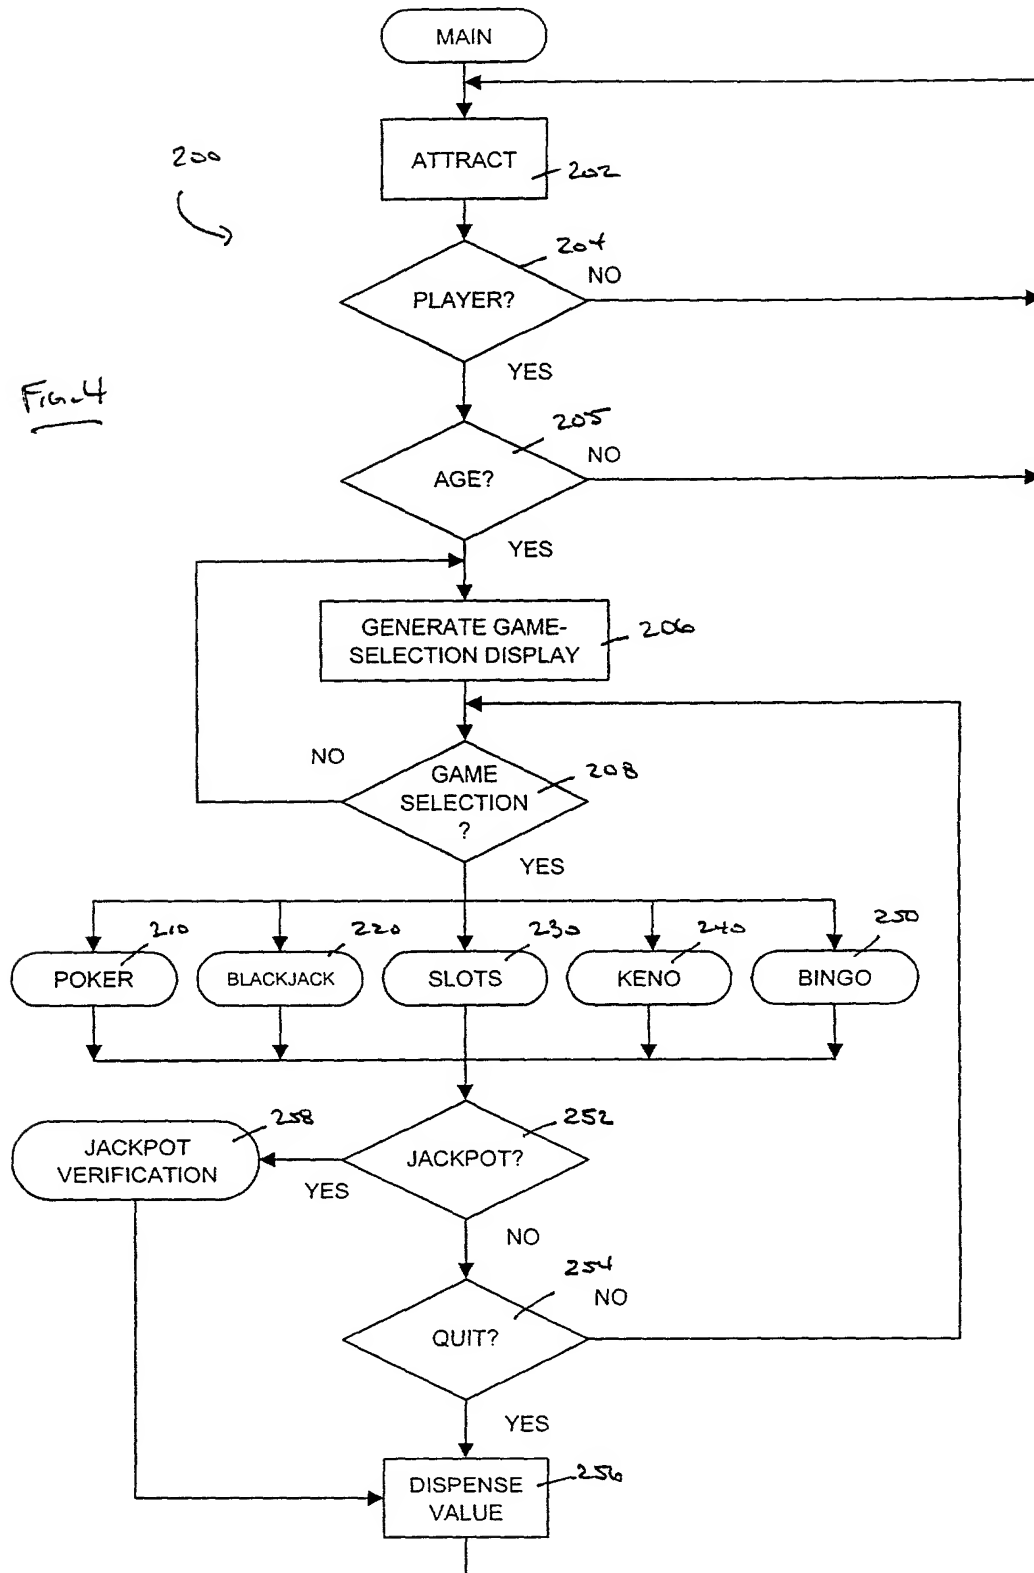 MAIN
200
ATTRACT
202
204
PLAYER?
NO
YES
Fig. 4
205
AGE?
NO
YES
GENERATE GAME-
SELECTION DISPLAY
206
NO
GAME
SELECTION
?
208
YES
210
220
230
240
250
POKER
BLACKJACK
SLOTS
KENO
BINGO
258
252
JACKPOT
VERIFICATION
JACKPOT?
YES
NO
254
NO
QUIT?
YES
DISPENSE
VALUE
256